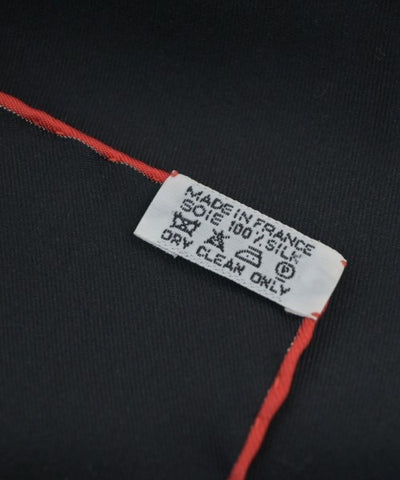 MADE IN FRANCE
SOIE 100% SILK
P
DRY CLEAN ONLY